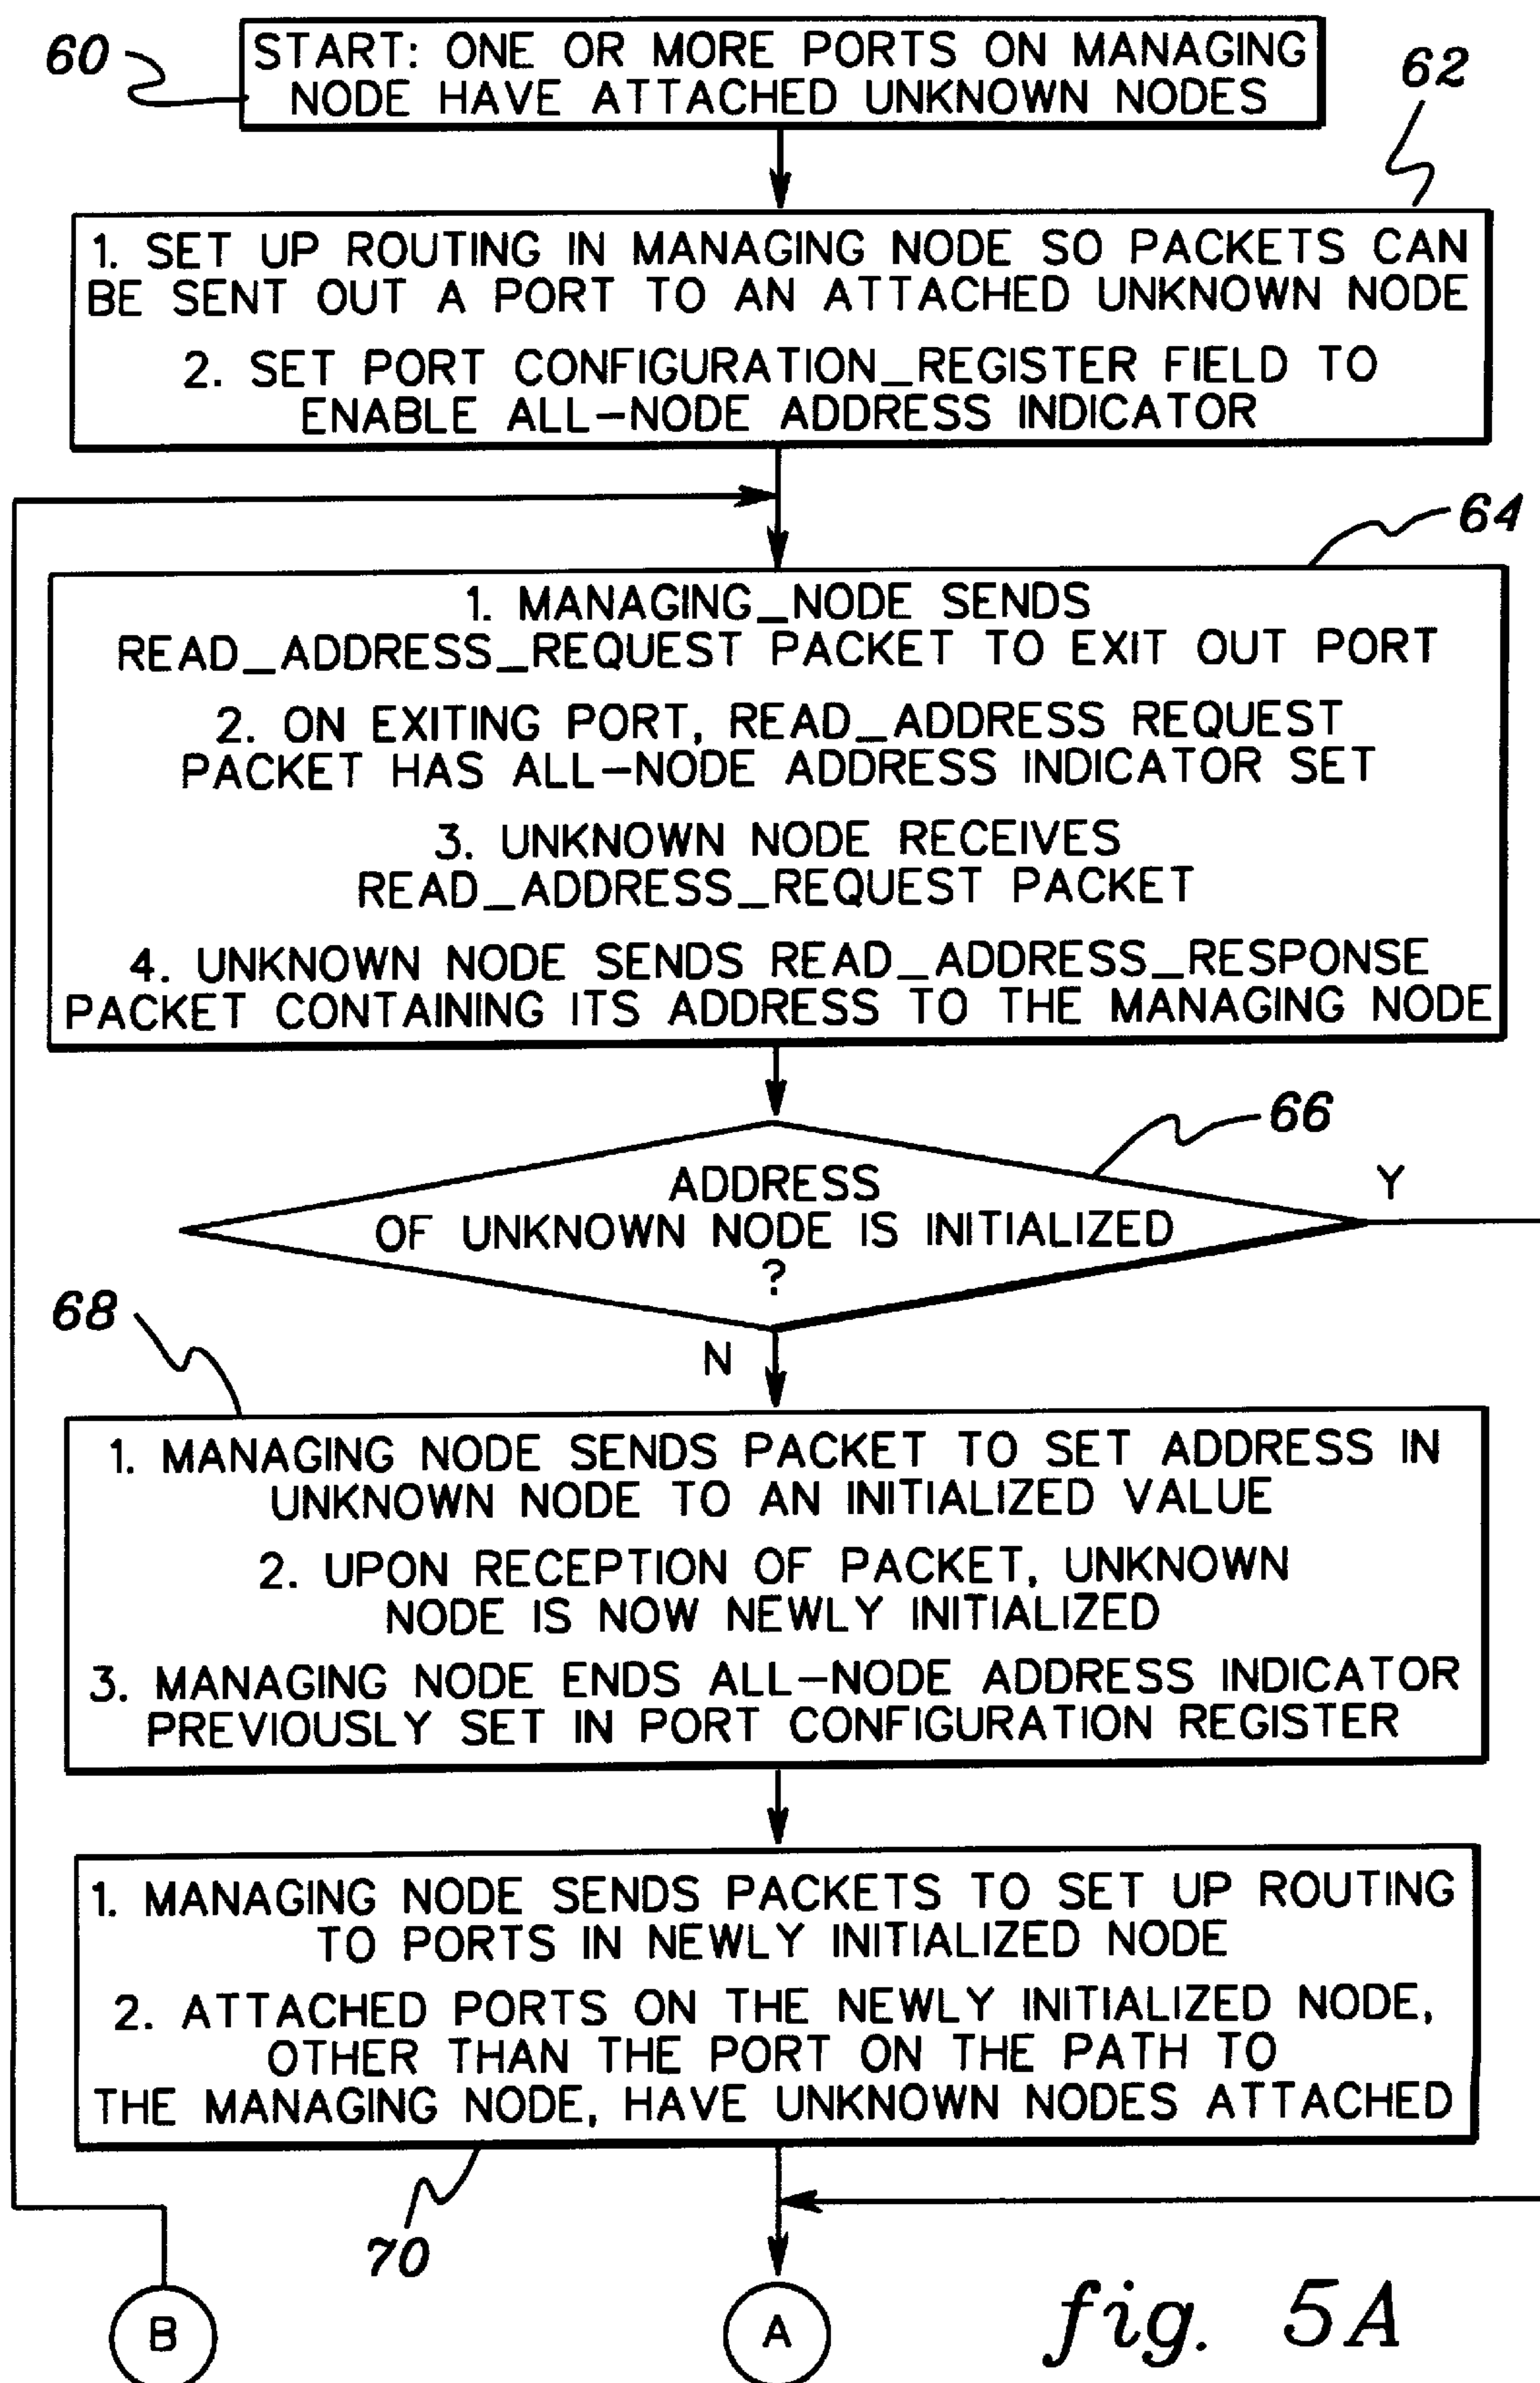 60
START: ONE OR MORE PORTS ON MANAGING
NODE HAVE ATTACHED UNKNOWN NODES
62
1. SET UP ROUTING IN MANAGING NODE SO PACKETS CAN
BE SENT OUT A PORT TO AN ATTACHED UNKNOWN NODE
2. SET PORT CONFIGURATION_REGISTER FIELD TO
ENABLE ALL-NODE ADDRESS INDICATOR
64
1. MANAGING_NODE SENDS
READ_ADDRESS_REQUEST PACKET TO EXIT OUT PORT
2. ON EXITING PORT, READ_ADDRESS REQUEST
PACKET HAS ALL-NODE ADDRESS INDICATOR SET
3. UNKNOWN NODE RECEIVES
READ_ADDRESS_REQUEST PACKET
4. UNKNOWN NODE SENDS READ_ADDRESS_RESPONSE
PACKET CONTAINING ITS ADDRESS TO THE MANAGING NODE
66
ADDRESS
OF UNKNOWN NODE IS INITIALIZED
?
Y
N
68
1. MANAGING NODE SENDS PACKET TO SET ADDRESS IN
UNKNOWN NODE TO AN INITIALIZED VALUE
2. UPON RECEPTION OF PACKET, UNKNOWN
NODE IS NOW NEWLY INITIALIZED
3. MANAGING NODE ENDS ALL-NODE ADDRESS INDICATOR
PREVIOUSLY SET IN PORT CONFIGURATION REGISTER
1. MANAGING NODE SENDS PACKETS TO SET UP ROUTING
TO PORTS IN NEWLY INITIALIZED NODE
2. ATTACHED PORTS ON THE NEWLY INITIALIZED NODE,
OTHER THAN THE PORT ON THE PATH TO
THE MANAGING NODE, HAVE UNKNOWN NODES ATTACHED
70
B
A
fig. 5A